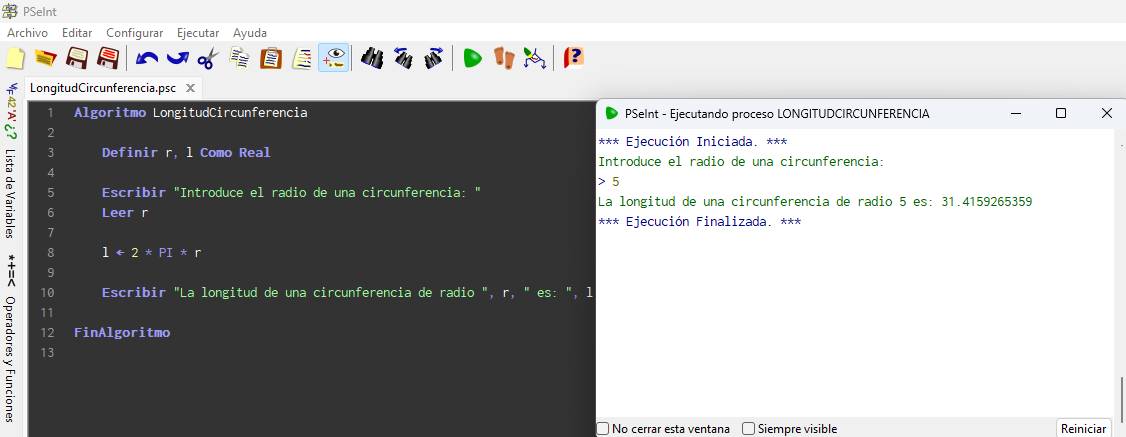 PSeInt
Archivo Editar Configurar Ejecutar Ayuda
LongitudCircunferencia.psc
1 Algoritmo LongitudCircunferencia
2
3 Definir r, l Como Real
4
5 Escribir "Introduce el radio de una circunferencia: "
6 Leer r
7
8 l ← 2 * PI * r
9
10 Escribir "La longitud de una circunferencia de radio ", r, " es: ", l
11
12 FinAlgoritmo
13
42 'A' ¿?
Lista de Variables
*+=<
Operadores y Funciones
PSeInt - Ejecutando proceso LONGITUDCIRCUNFERENCIA
*** Ejecución Iniciada. ***
Introduce el radio de una circunferencia:
> 5
La longitud de una circunferencia de radio 5 es: 31.4159265359
*** Ejecución Finalizada. ***
No cerrar esta ventana
Siempre visible
Reiniciar